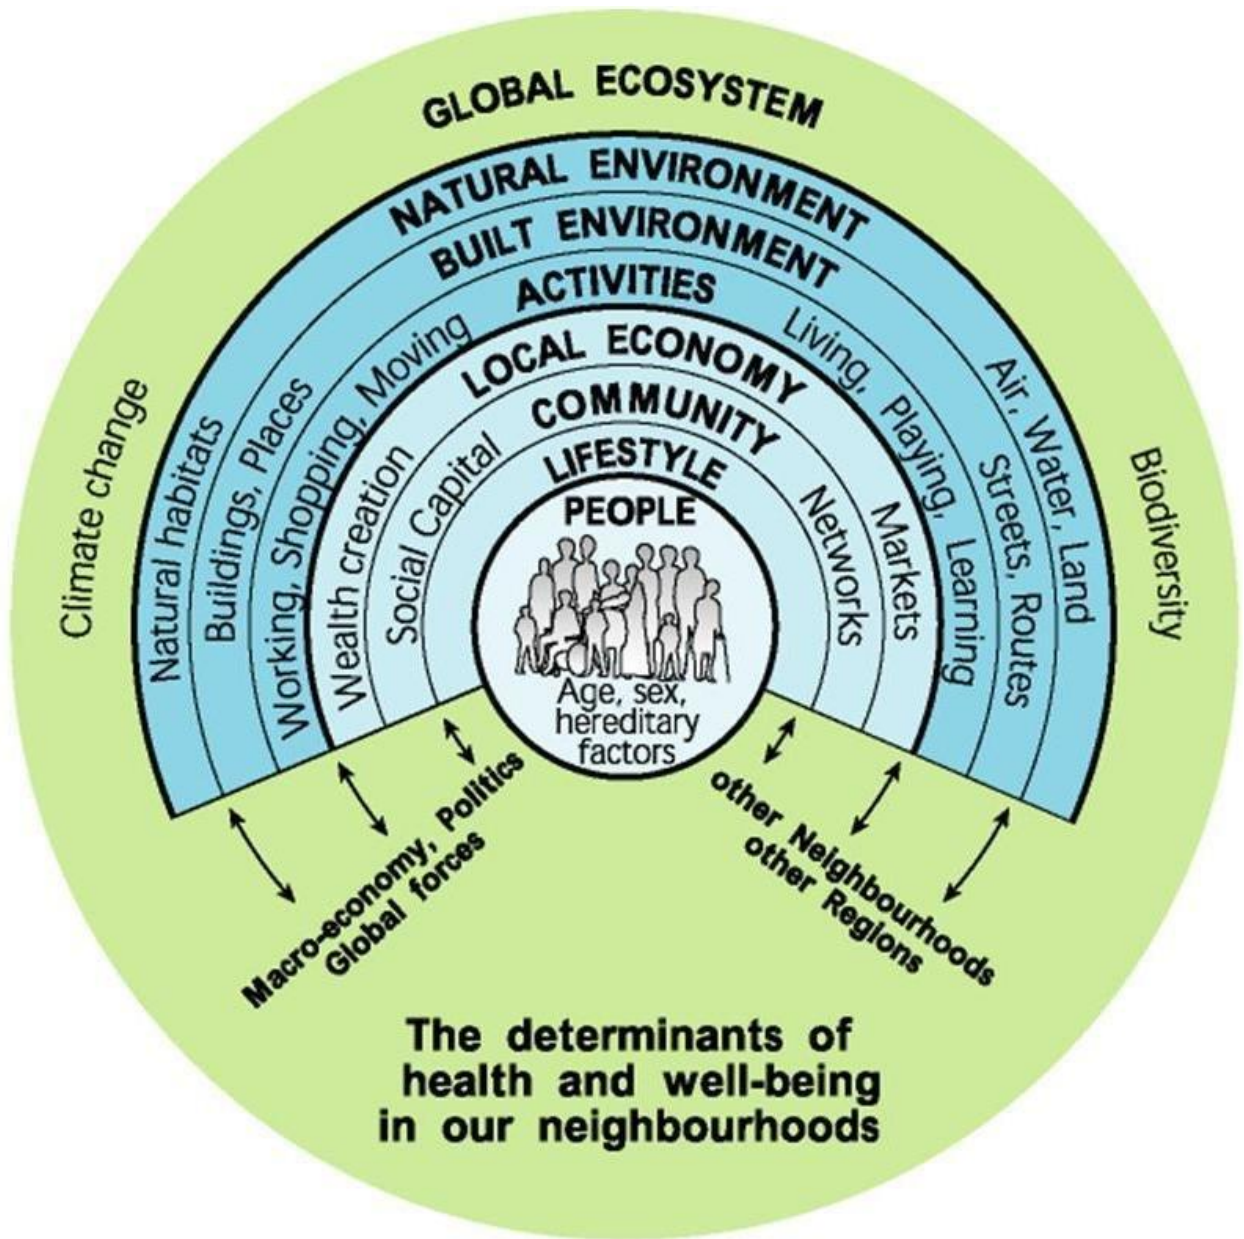 GLOBAL ECOSYSTEM
NATURAL ENVIRONMENT
BUILT ENVIRONMENT
ACTIVITIES
LOCAL ECONOMY
COMMUNITY
LIFESTYLE
PEOPLE
Age, sex,
hereditary
factors
Climate change
Natural habitats
Buildings, Places
Working, Shopping, Moving
Wealth creation
Social Capital
Networks
Markets
Living, Playing, Learning
Streets, Routes
Air, Water, Land
Biodiversity
Macro-economy, Politics
Global forces
other Neighbourhoods
other Regions
The determinants of
health and well-being
in our neighbourhoods